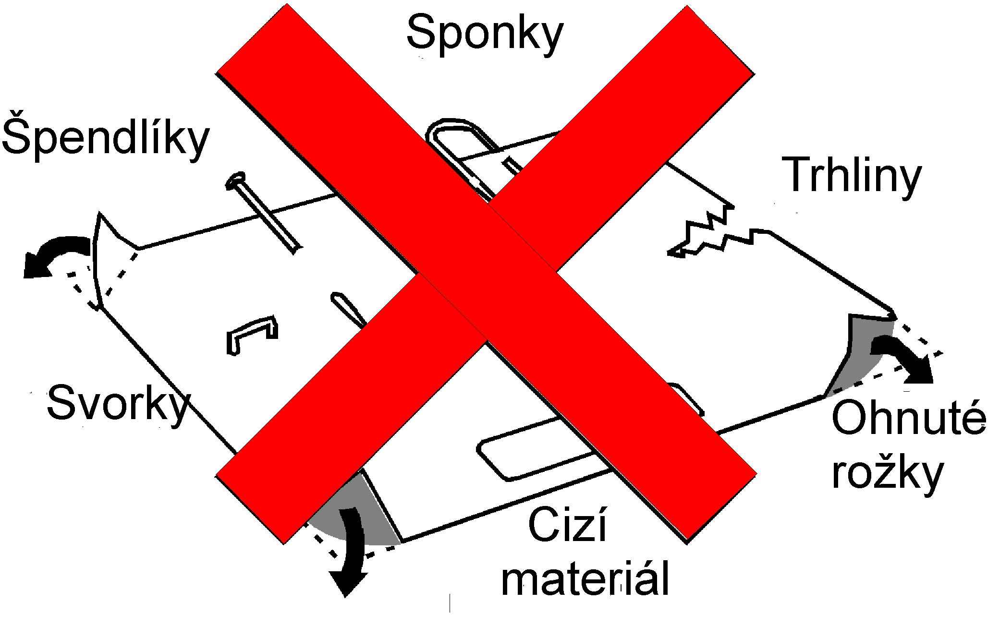 Sponky
Špendlíky
Trhliny
Svorky
Ohnuté
rožky
Cizí
materiál